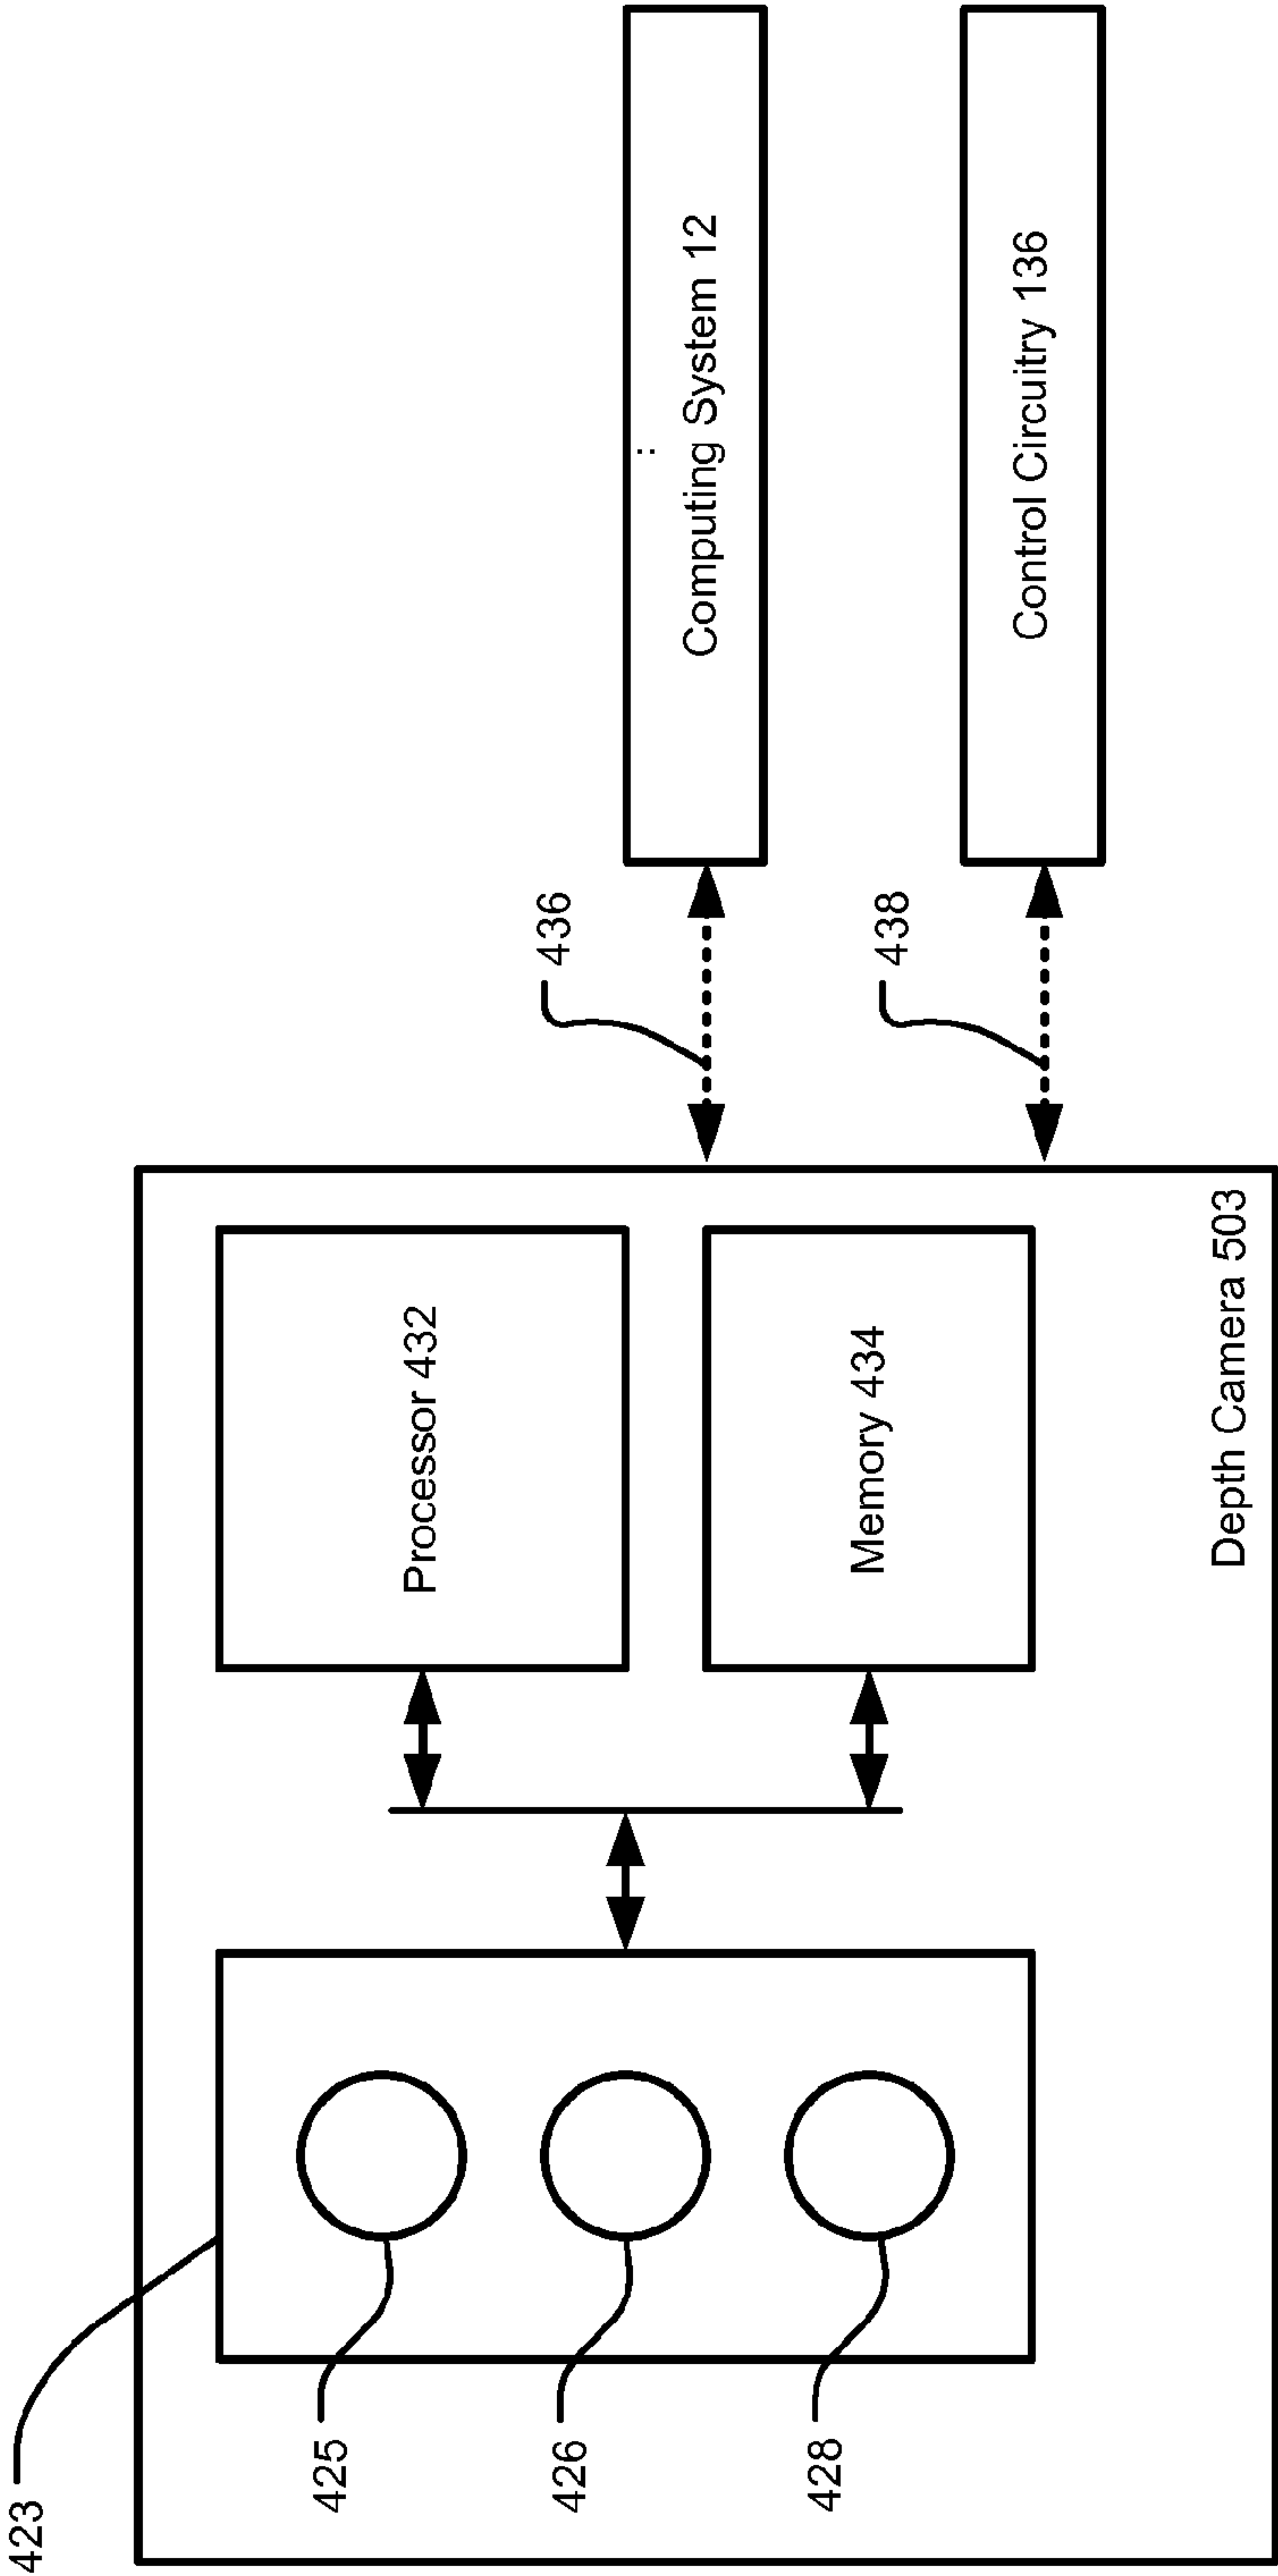 423
425
426
428
Processor 432
Memory 434
Depth Camera 503
436
438
Computing System 12
Control Circuitry 136